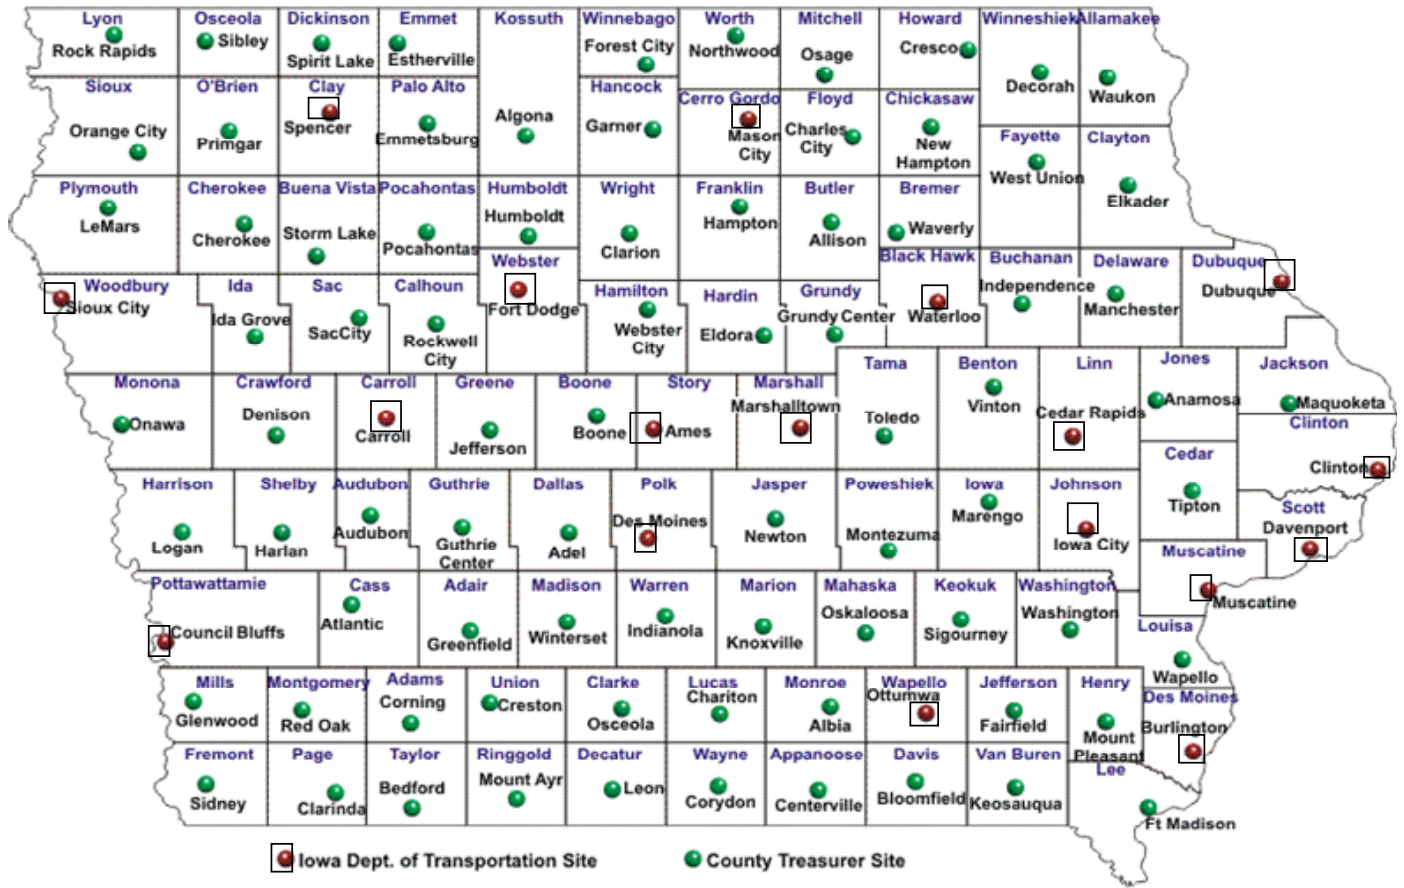 Lyon
Rock Rapids
Osceola
Sibley
Dickinson
Spirit Lake
Emmet
Estherville
Kossuth
Algona
Winnebago
Forest City
Worth
Northwood
Mitchell
Osage
Howard
Cresco
Winneshiek
Decorah
Allamakee
Waukon
Sioux
Orange City
O'Brien
Primgar
Clay
Spencer
Palo Alto
Emmetsburg
Hancock
Garner
Cerro Gordo
Mason
City
Floyd
Charles
City
Chickasaw
New
Hampton
Fayette
West Union
Clayton
Elkader
Plymouth
LeMars
Cherokee
Cherokee
Buena Vista
Storm Lake
Pocahontas
Pocahontas
Humboldt
Humboldt
Wright
Clarion
Franklin
Hampton
Butler
Allison
Bremer
Waverly
Woodbury
Sioux City
Ida
Ida Grove
Sac
SacCity
Calhoun
Rockwell
City
Webster
Fort Dodge
Hamilton
Webster
City
Hardin
Eldora
Grundy
Grundy Center
Black Hawk
Waterloo
Buchanan
Independence
Delaware
Manchester
Dubuque
Dubuque
Monona
Onawa
Crawford
Denison
Carroll
Carroll
Greene
Jefferson
Boone
Boone
Story
Ames
Marshall
Marshalltown
Tama
Toledo
Benton
Vinton
Linn
Cedar Rapids
Jones
Anamosa
Jackson
Maquoketa
Clinton
Clinton
Harrison
Logan
Shelby
Harlan
Audubon
Audubon
Guthrie
Guthrie
Center
Dallas
Adel
Polk
Des Moines
Jasper
Newton
Poweshiek
Montezuma
Iowa
Marengo
Johnson
Iowa City
Cedar
Tipton
Scott
Davenport
Muscatine
Muscatine
Pottawattamie
Council Bluffs
Cass
Atlantic
Adair
Greenfield
Madison
Winterset
Warren
Indianola
Marion
Knoxville
Mahaska
Oskaloosa
Keokuk
Sigourney
Washington
Washington
Louisa
Wapello
Mills
Glenwood
Montgomery
Red Oak
Adams
Corning
Union
Creston
Clarke
Osceola
Lucas
Chariton
Monroe
Albia
Wapello
Ottumwa
Jefferson
Fairfield
Henry
Mount
Pleasant
Des Moines
Burlington
Fremont
Sidney
Page
Clarinda
Taylor
Bedford
Ringgold
Mount Ayr
Decatur
Leon
Wayne
Corydon
Appanoose
Centerville
Davis
Bloomfield
Van Buren
Keosauqua
Lee
Ft Madison
Iowa Dept. of Transportation Site
County Treasurer Site